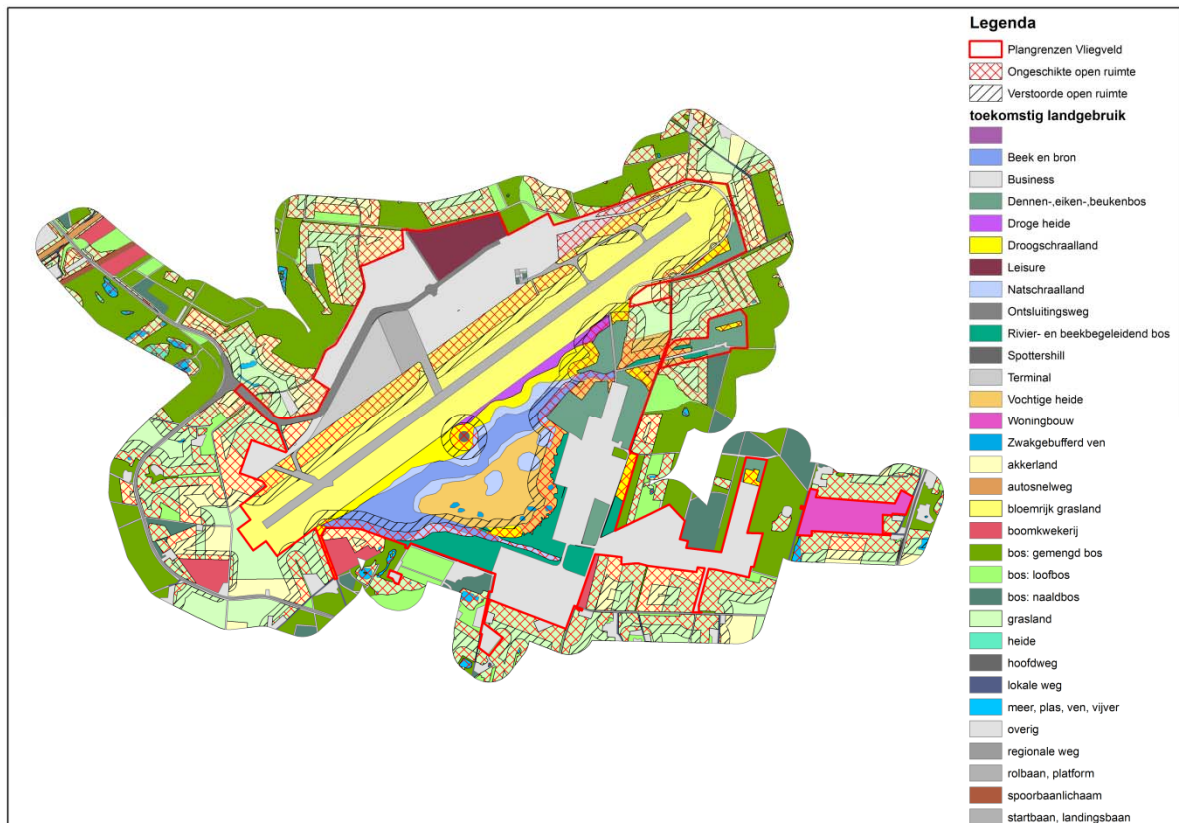 Legenda
Plangrenzen Vliegveld
Ongeschikte open ruimte
Verstoorde open ruimte
toekomstig landgebruik
Beek en bron
Business
Dennen-,eiken-,beukenbos
Droge heide
Droogschraalland
Leisure
Natschraalland
Ontsluitingsweg
Rivier- en beekbegeleidend bos
Spottershill
Terminal
Vochtige heide
Woningbouw
Zwakgebufferd ven
akkerland
autosnelweg
bloemrijk grasland
boomkwekerij
bos: gemengd bos
bos: loofbos
bos: naaldbos
grasland
heide
hoofdweg
lokale weg
meer, plas, ven, vijver
overig
regionale weg
rolbaan, platform
spoorbaanlichaam
startbaan, landingsbaan